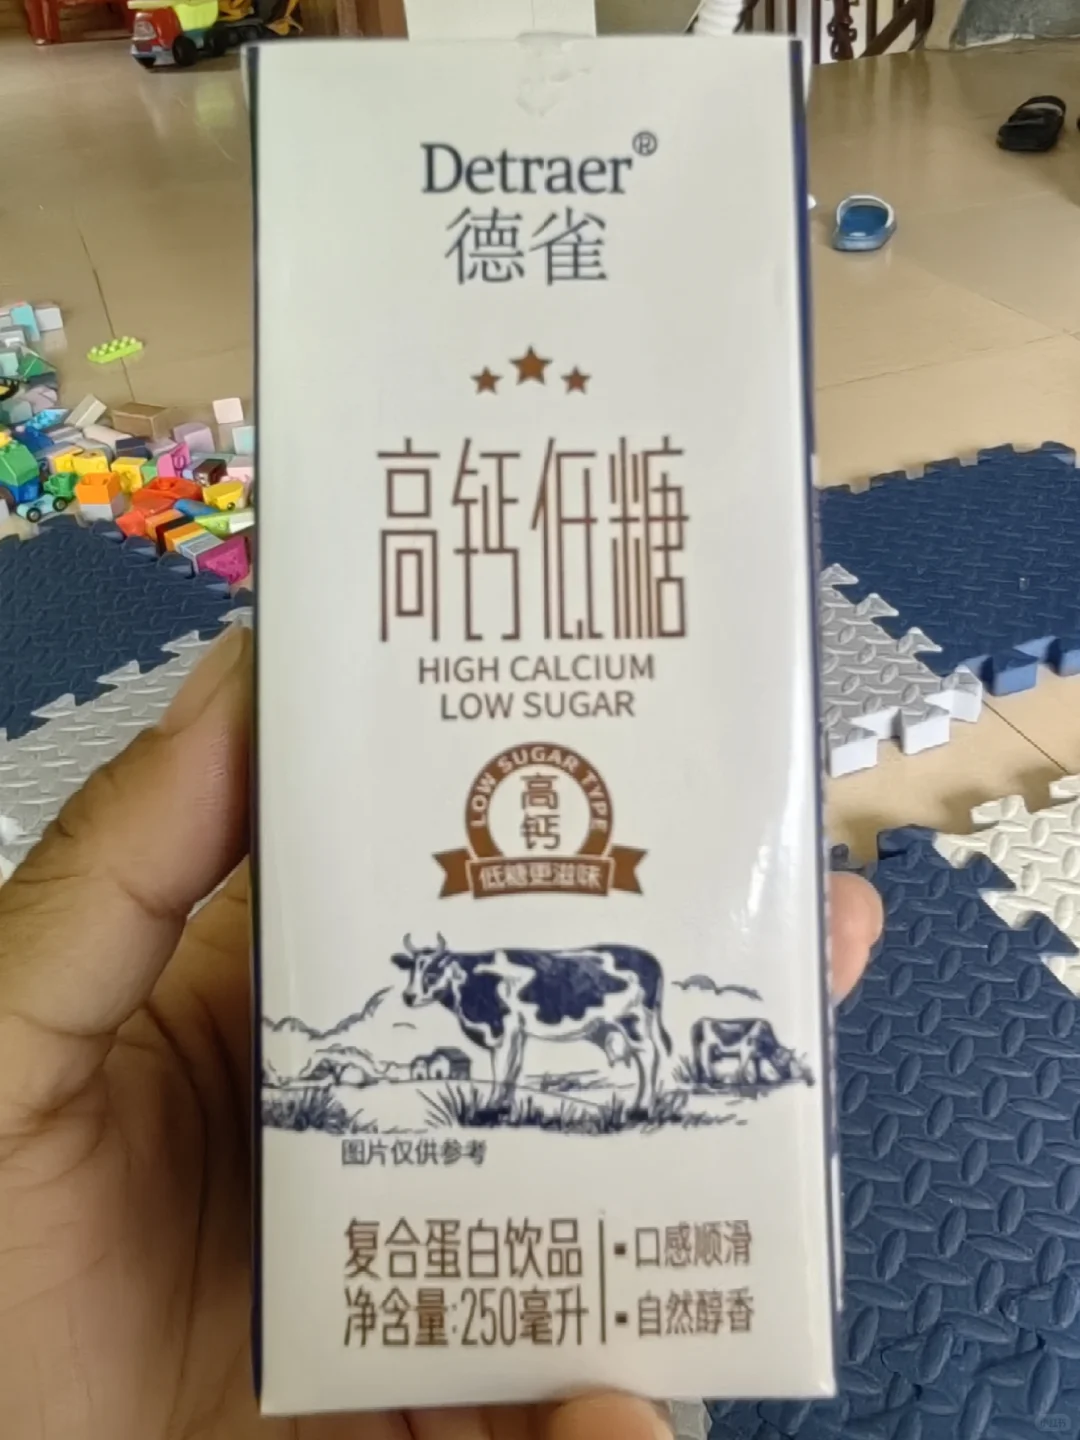 Detraer®
德雀
高钙低糖
HIGH CALCIUM
LOW SUGAR
LOW SUGAR TYPE
高
钙
低糖更滋味
图片仅供参考
复合蛋白饮品
▪口感顺滑
净含量:250毫升
▪自然醇香